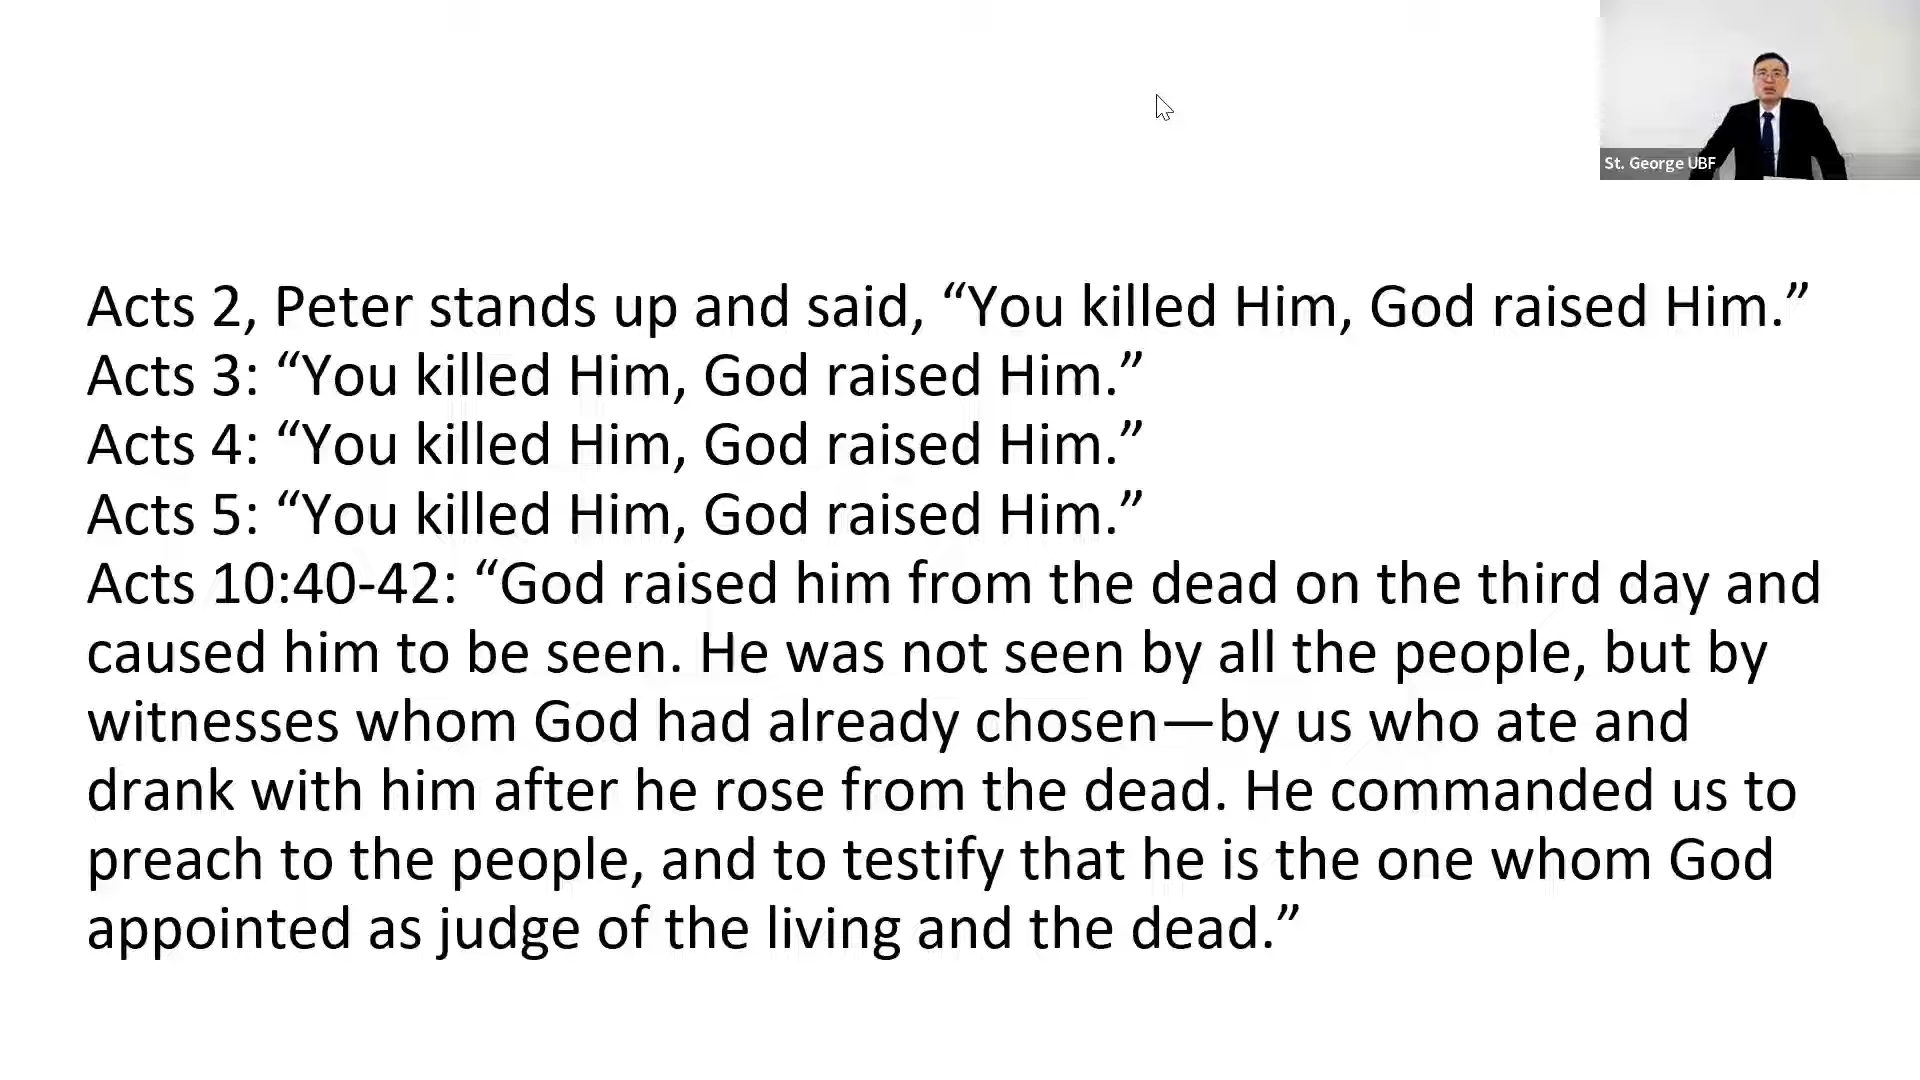 St. George UBF
Acts 2, Peter stands up and said, “You killed Him, God raised Him.”
Acts 3: “You killed Him, God raised Him.”
Acts 4: “You killed Him, God raised Him.”
Acts 5: “You killed Him, God raised Him.”
Acts 10:40-42: “God raised him from the dead on the third day and
caused him to be seen. He was not seen by all the people, but by
witnesses whom God had already chosen—by us who ate and
drank with him after he rose from the dead. He commanded us to
preach to the people, and to testify that he is the one whom God
appointed as judge of the living and the dead.”